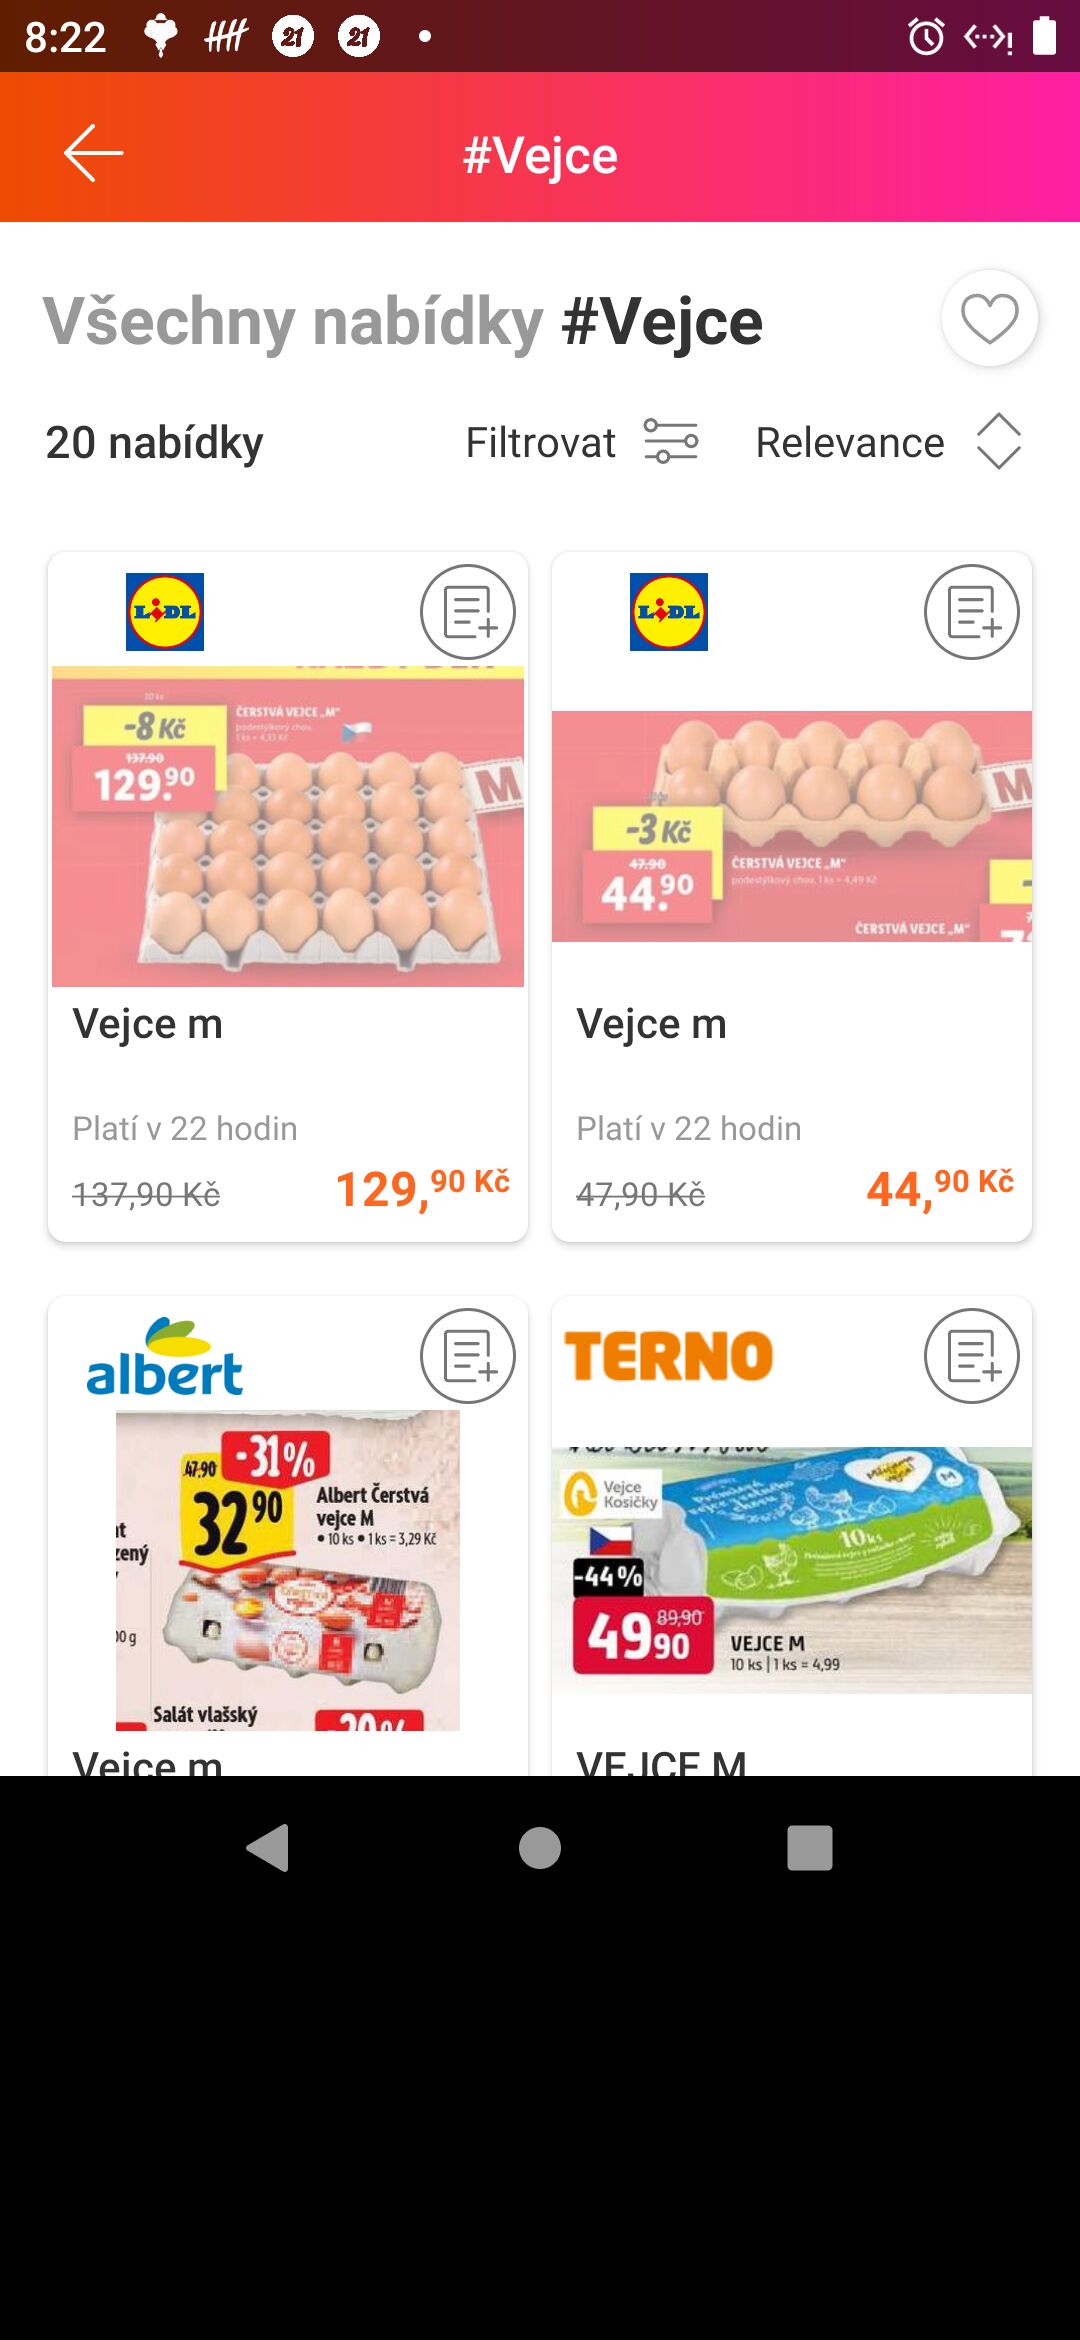 8:22
#Vejce
Všechny nabídky #Vejce
20 nabídky
Filtrovat
Relevance
LIDL
30 ks
-8 Kč
137.90
129.90
ČERSTVÁ VEJCE „M"
podestýlkový chov,
1 ks = 4,33 Kč
M
Vejce m
Platí v 22 hodin
137,90 Kč
129,90 Kč
LIDL
M
-3 Kč
47.90
44.90
ČERSTVÁ VEJCE „M"
podestýlkový chov, 1 ks = 4,49 Kč
ČERSTVÁ VEJCE „M"
Vejce m
Platí v 22 hodin
47,90 Kč
44,90 Kč
albert
47.90
-31%
32 90
Albert Čerstvá
vejce M
• 10 ks • 1 ks = 3,29 Kč
Salát vlašský
-20%
Vejce m
TERNO
Vejce
Košičky
M
10 ks
-44%
89,90
49 90
VEJCE M
10 ks | 1 ks = 4,99
VEJCE M